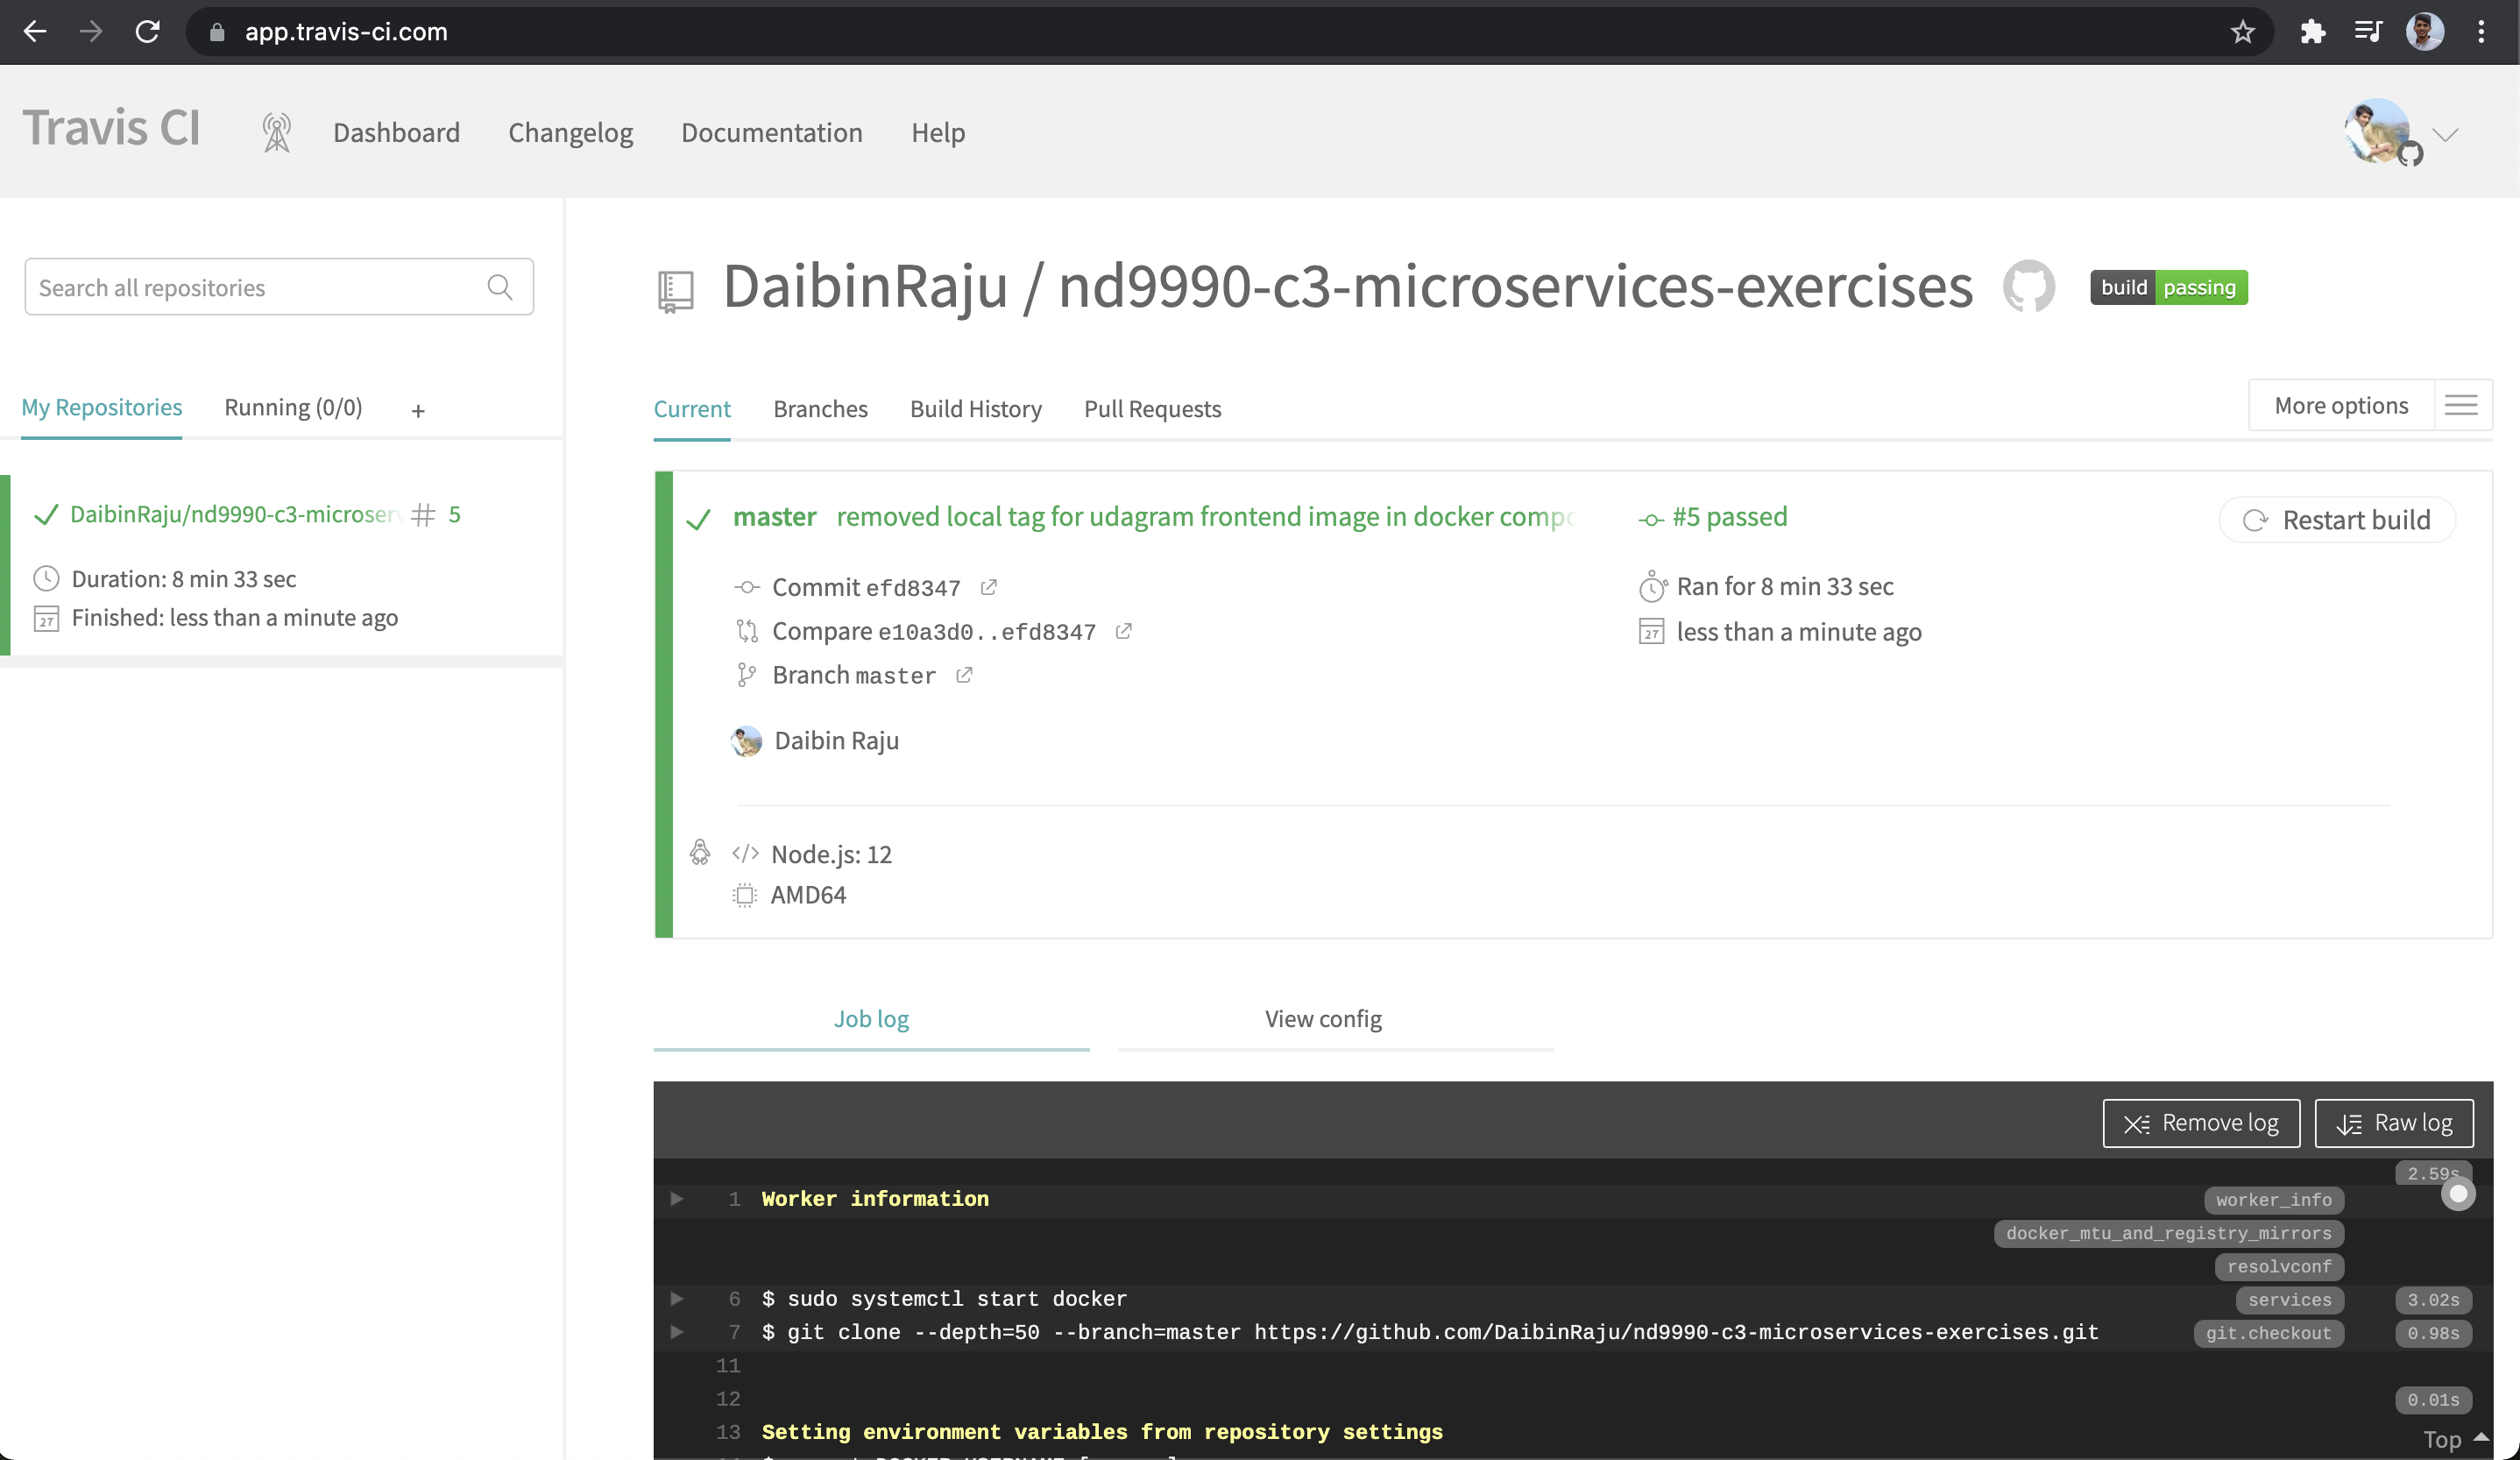 app.travis-ci.com
Travis CI
Dashboard
Changelog
Documentation
Help
Search all repositories
DaibinRaju / nd9990-c3-microservices-exercises
build passing
My Repositories
Running (0/0)
+
Current
Branches
Build History
Pull Requests
More options
DaibinRaju/nd9990-c3-microserv
# 5
Duration: 8 min 33 sec
27
Finished: less than a minute ago
master removed local tag for udagram frontend image in docker compo
#5 passed
Restart build
Commit efd8347
Ran for 8 min 33 sec
Compare e10a3d0..efd8347
27
less than a minute ago
Branch master
Daibin Raju
</> Node.js: 12
AMD64
Job log
View config
Remove log
Raw log
2.59s
1 Worker information worker_info
docker_mtu_and_registry_mirrors
resolvconf
6 $ sudo systemctl start docker services 3.02s
7 $ git clone --depth=50 --branch=master https://github.com/DaibinRaju/nd9990-c3-microservices-exercises.git git.checkout 0.98s
11
12 0.01s
13 Setting environment variables from repository settings
Top